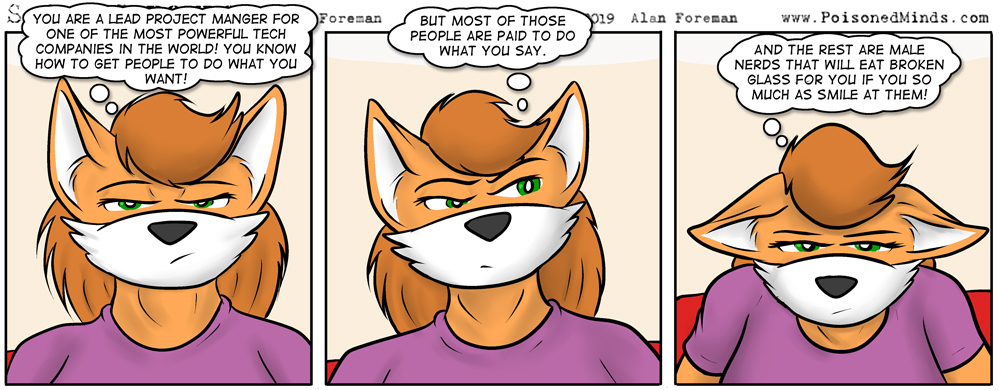 S
Foreman
019 Alan Foreman
www.PoisonedMinds.com
YOU ARE A LEAD PROJECT MANGER FOR
ONE OF THE MOST POWERFUL TECH
COMPANIES IN THE WORLD! YOU KNOW
HOW TO GET PEOPLE TO DO WHAT YOU
WANT!
BUT MOST OF THOSE
PEOPLE ARE PAID TO DO
WHAT YOU SAY.
AND THE REST ARE MALE
NERDS THAT WILL EAT BROKEN
GLASS FOR YOU IF YOU SO
MUCH AS SMILE AT THEM!